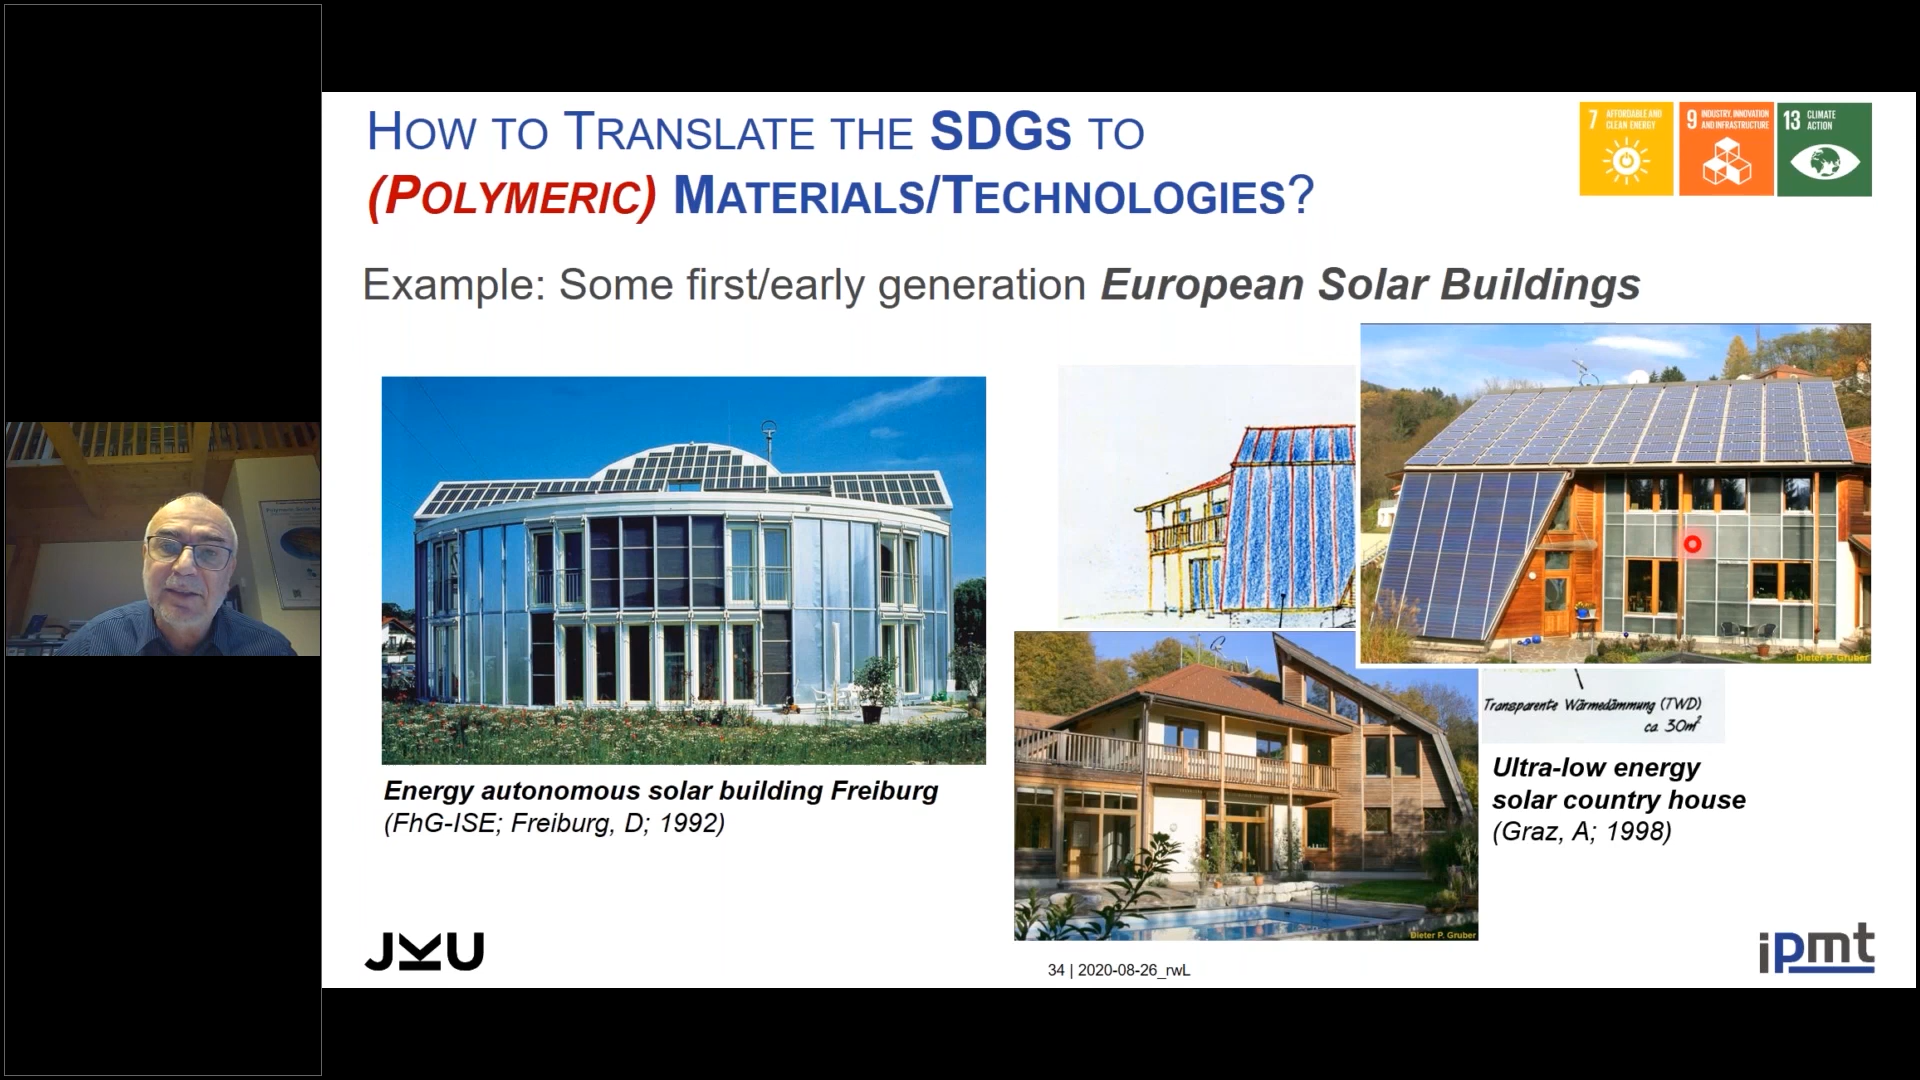 HOW TO TRANSLATE THE SDGS TO
(POLYMERIC) MATERIALS/TECHNOLOGIES?
7 AFFORDABLE AND
CLEAN ENERGY
9 INDUSTRY, INNOVATION
AND INFRASTRUCTURE
13 CLIMATE
ACTION
Example: Some first/early generation European Solar Buildings
Dieter P. Gruber
Transparente Wärmedämmung (TWD)
ca. 30m²
Energy autonomous solar building Freiburg
(FhG-ISE; Freiburg, D; 1992)
Ultra-low energy
solar country house
(Graz, A; 1998)
Dieter P. Gruber
JKU
34 | 2020-08-26_rwL
ipmt